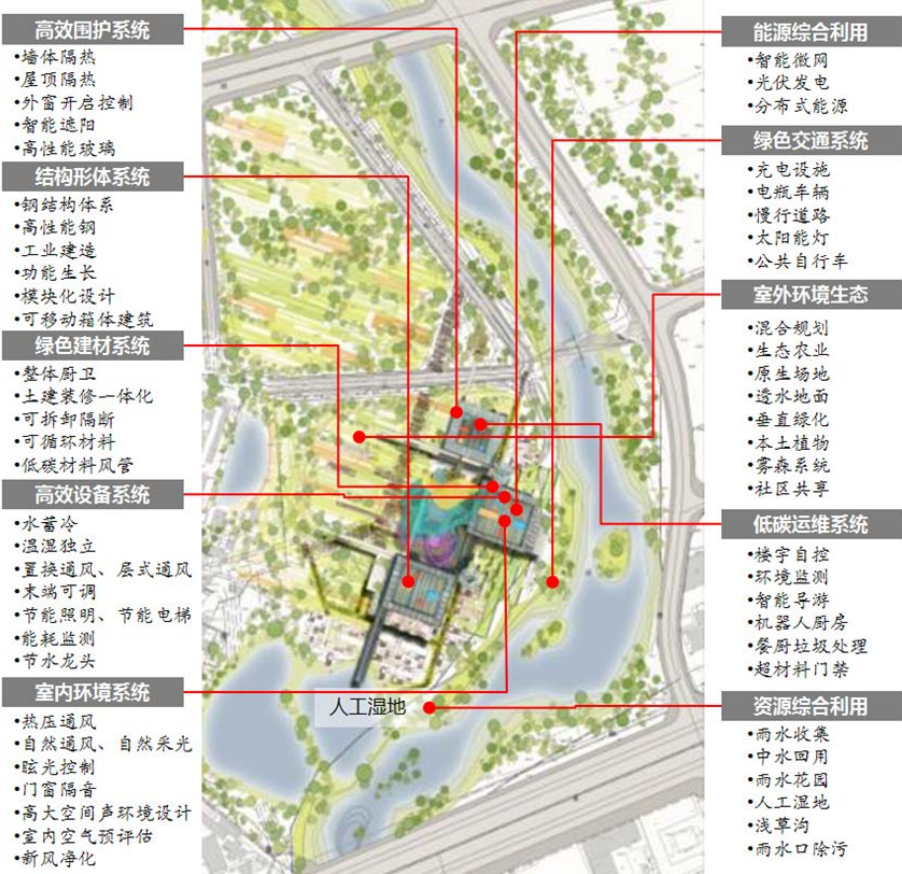 高效围护系统
•墙体隔热
•屋顶隔热
•外窗开启控制
•智能遮阳
•高性能玻璃
结构形体系统
•钢结构体系
•高性能钢
•工业建造
•功能生长
•模块化设计
•可移动箱体建筑
绿色建材系统
•整体厨卫
•土建装修一体化
•可拆卸隔断
•可循环材料
•低碳材料风管
高效设备系统
•水蓄冷
•温湿独立
•置换通风、层式通风
•末端可调
•节能照明、节能电梯
•能耗监测
•节水龙头
室内环境系统
•热压通风
•自然通风、自然采光
•眩光控制
•门窗隔音
•高大空间声环境设计
•室内空气预评估
•新风净化
人工湿地
能源综合利用
•智能微网
•光伏发电
•分布式能源
绿色交通系统
•充电设施
•电瓶车辆
•慢行道路
•太阳能灯
•公共自行车
室外环境生态
•混合规划
•生态农业
•原生场地
•透水地面
•垂直绿化
•本土植物
•雾森系统
•社区共享
低碳运维系统
•楼宇自控
•环境监测
•智能导游
•机器人厨房
•餐厨垃圾处理
•超材料门禁
资源综合利用
•雨水收集
•中水回用
•雨水花园
•人工湿地
•浅草沟
•雨水口除污